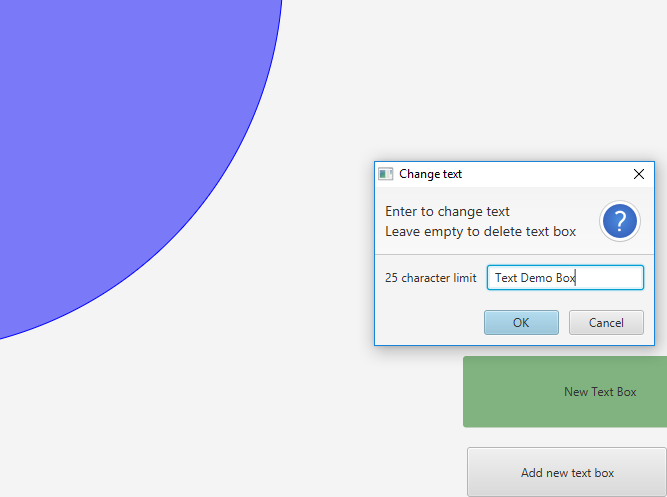 Change text
Enter to change text
Leave empty to delete text box
?
25 character limit Text Demo Box
OK Cancel
New Text Box
Add new text box